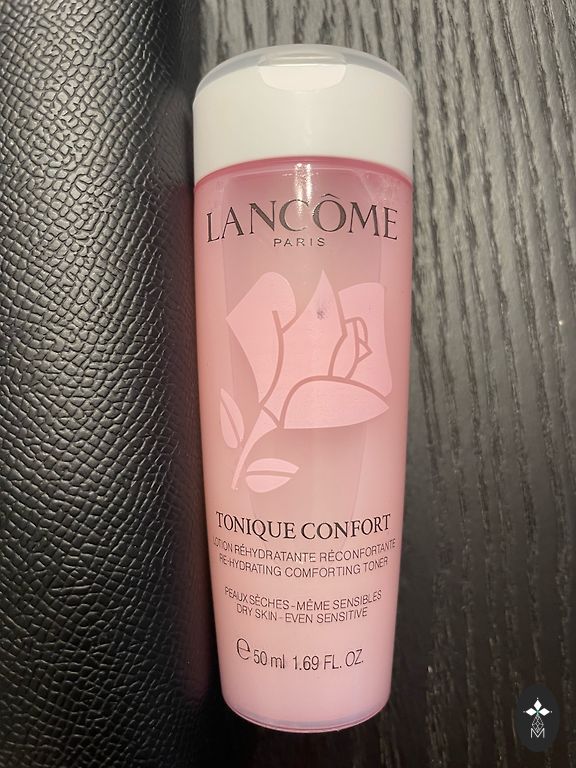 LANCÔME
PARIS
TONIQUE CONFORT
LOTION RÉHYDRATANTE RÉCONFORTANTE
RE-HYDRATING COMFORTING TONER
PEAUX SÈCHES-MÊME SENSIBLES
DRY SKIN-EVEN SENSITIVE
℮ 50 ml 1.69 FL. OZ.